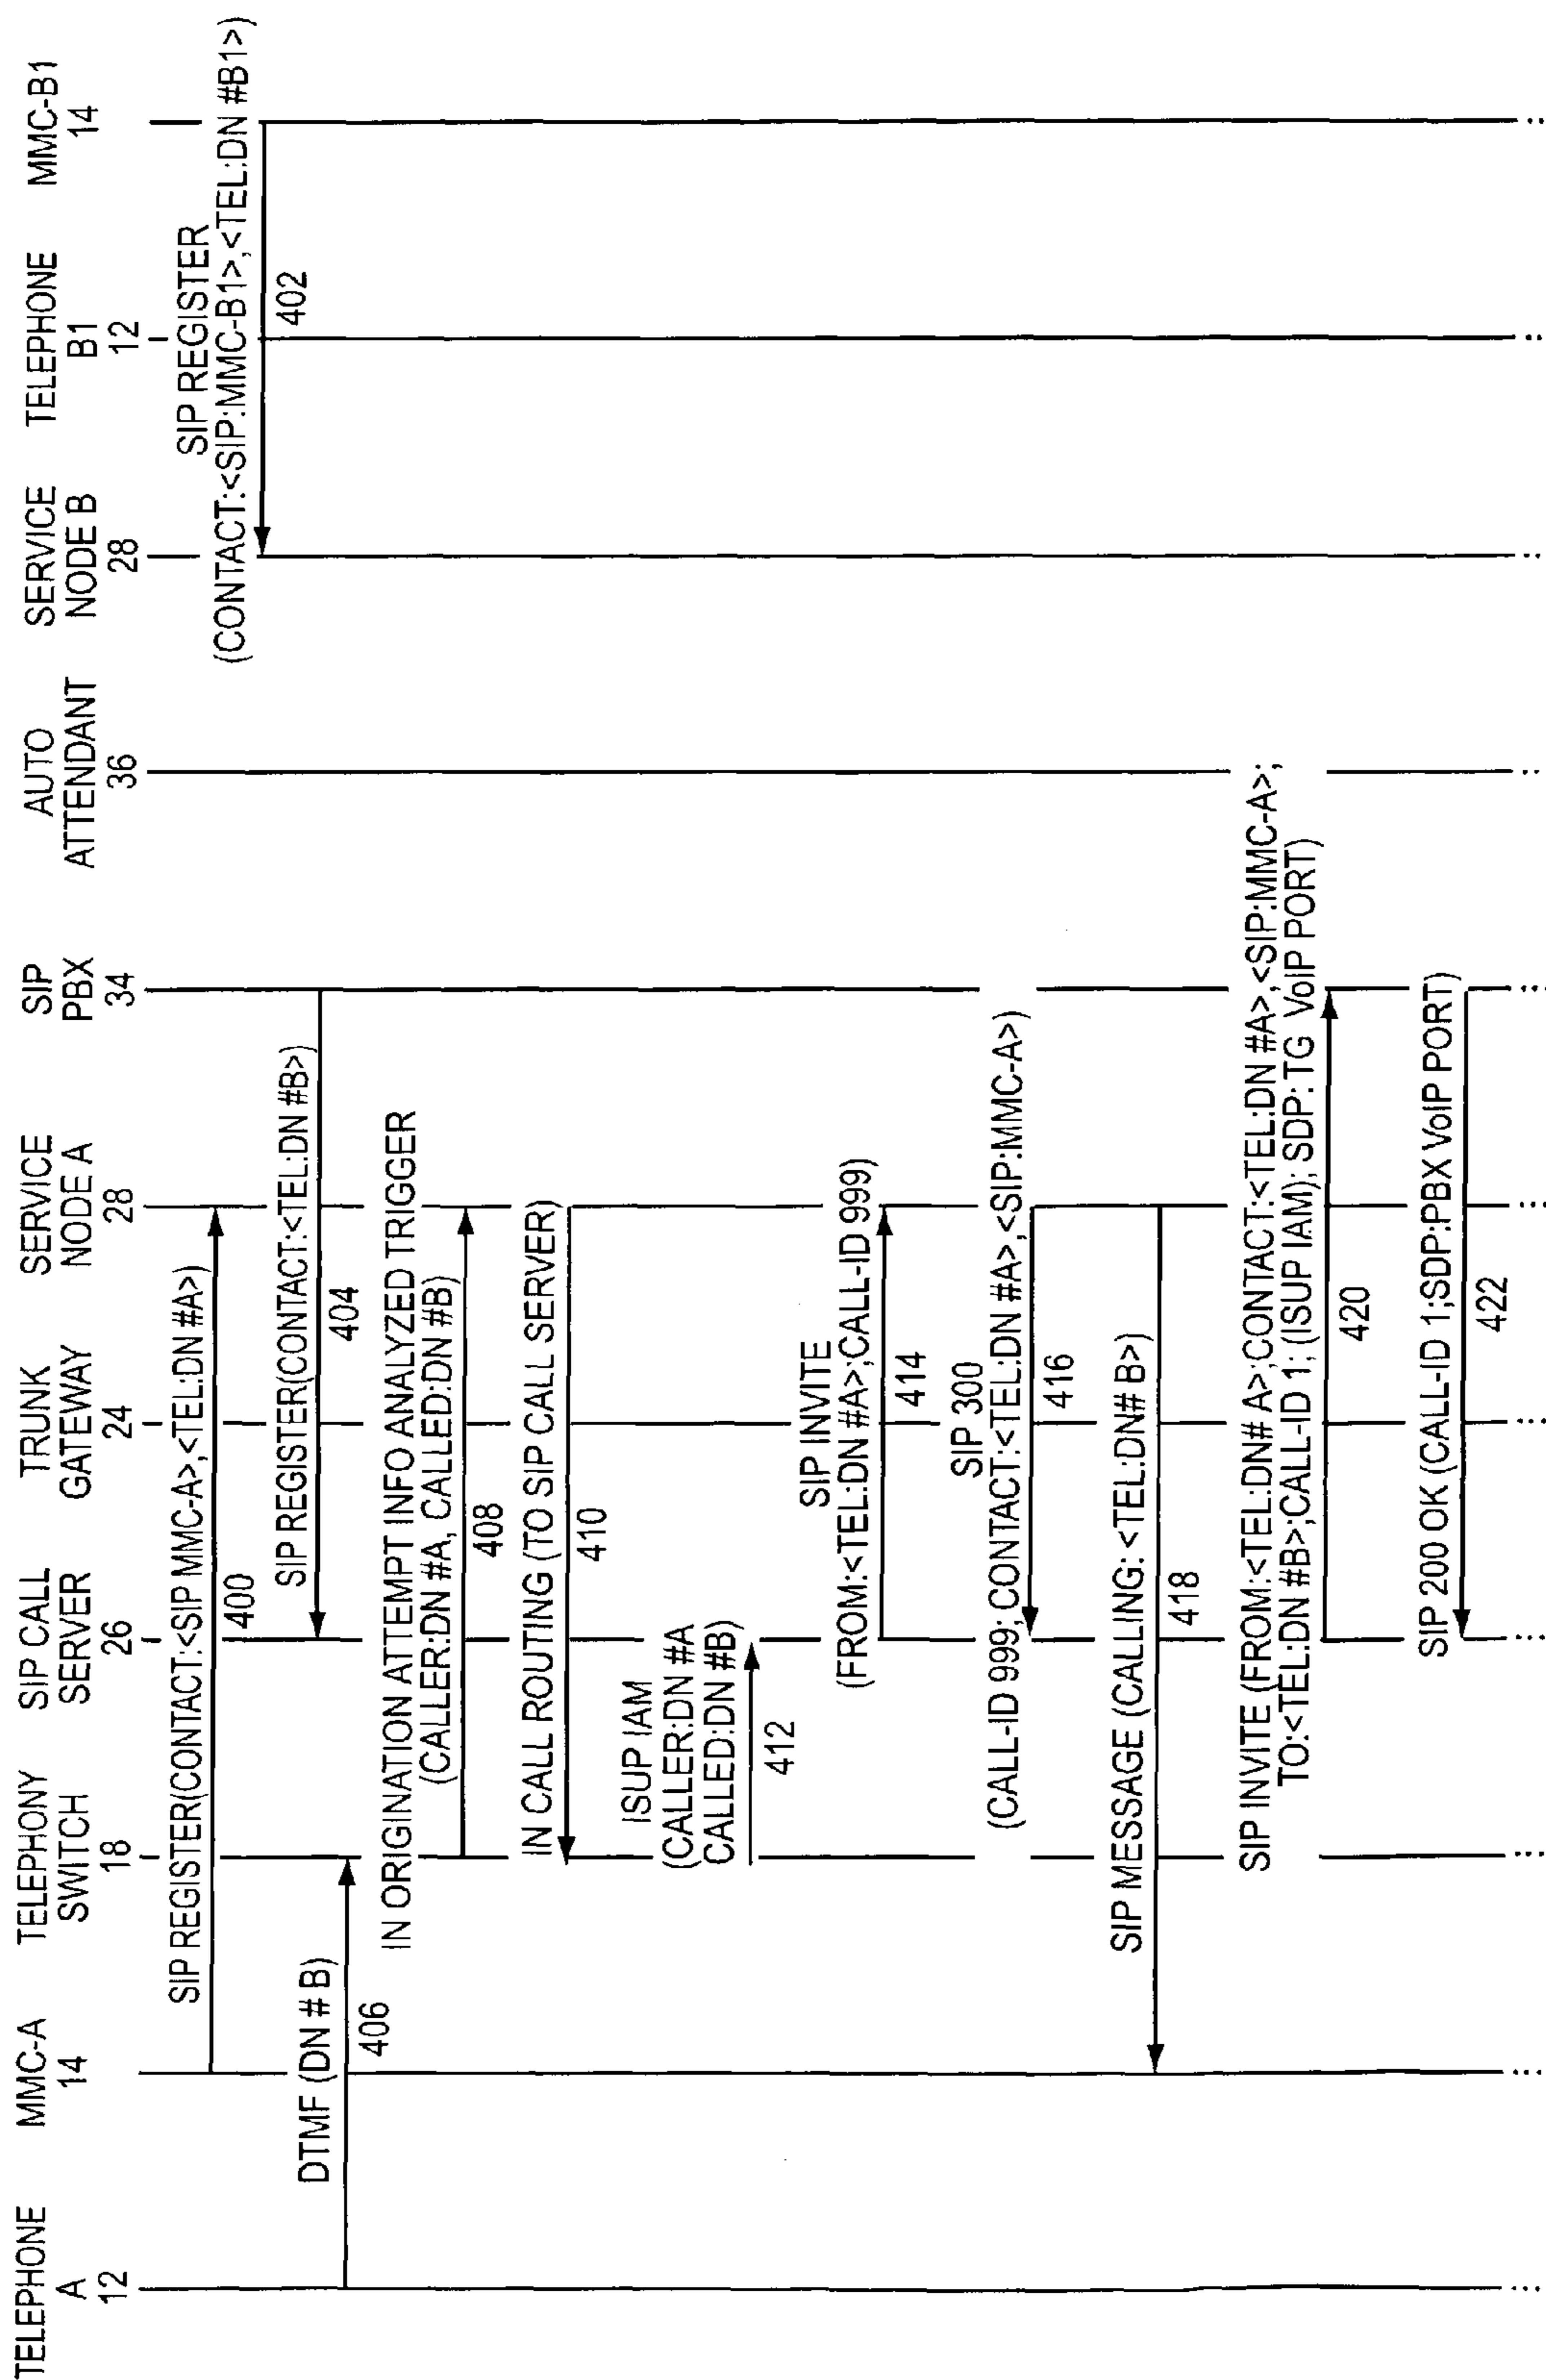 TELEPHONE
A
12
MMC-A
14
TELEPHONY
SWITCH
18
SIP CALL
SERVER
26
TRUNK
GATEWAY
24
SERVICE
NODE A
28
SIP
PBX
34
AUTO
ATTENDANT
36
SERVICE
NODE B
28
TELEPHONE
B1
12
MMC-B1
14
SIP REGISTER(CONTACT:<SIP MMC-A>,<TEL:DN #A>)
400
SIP REGISTER
(CONTACT:<SIP:MMC-B1>,<TEL:DN #B1>)
402
SIP REGISTER(CONTACT:<TEL:DN #B>)
404
DTMF (DN # B)
406
IN ORIGINATION ATTEMPT INFO ANALYZED TRIGGER
(CALLER:DN #A, CALLED:DN #B)
408
IN CALL ROUTING (TO SIP CALL SERVER)
410
ISUP IAM
(CALLER:DN #A
CALLED:DN #B)
412
SIP INVITE
(FROM:<TEL:DN #A>;CALL-ID 999)
414
SIP 300
(CALL-ID 999; CONTACT:<TEL:DN #A>,<SIP:MMC-A>)
416
SIP MESSAGE (CALLING: <TEL:DN# B>)
418
SIP INVITE (FROM:<TEL:DN# A>;CONTACT:<TEL:DN #A>,<SIP:MMC-A>;
TO:<TEL:DN #B>;CALL-ID 1; (ISUP IAM); SDP: TG VoIP PORT)
420
SIP 200 OK (CALL-ID 1;SDP:PBX VoIP PORT)
422